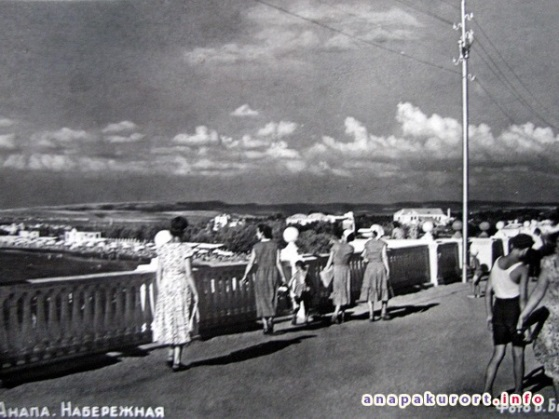 Анапа. Набережная
Фото
anapakurort.info